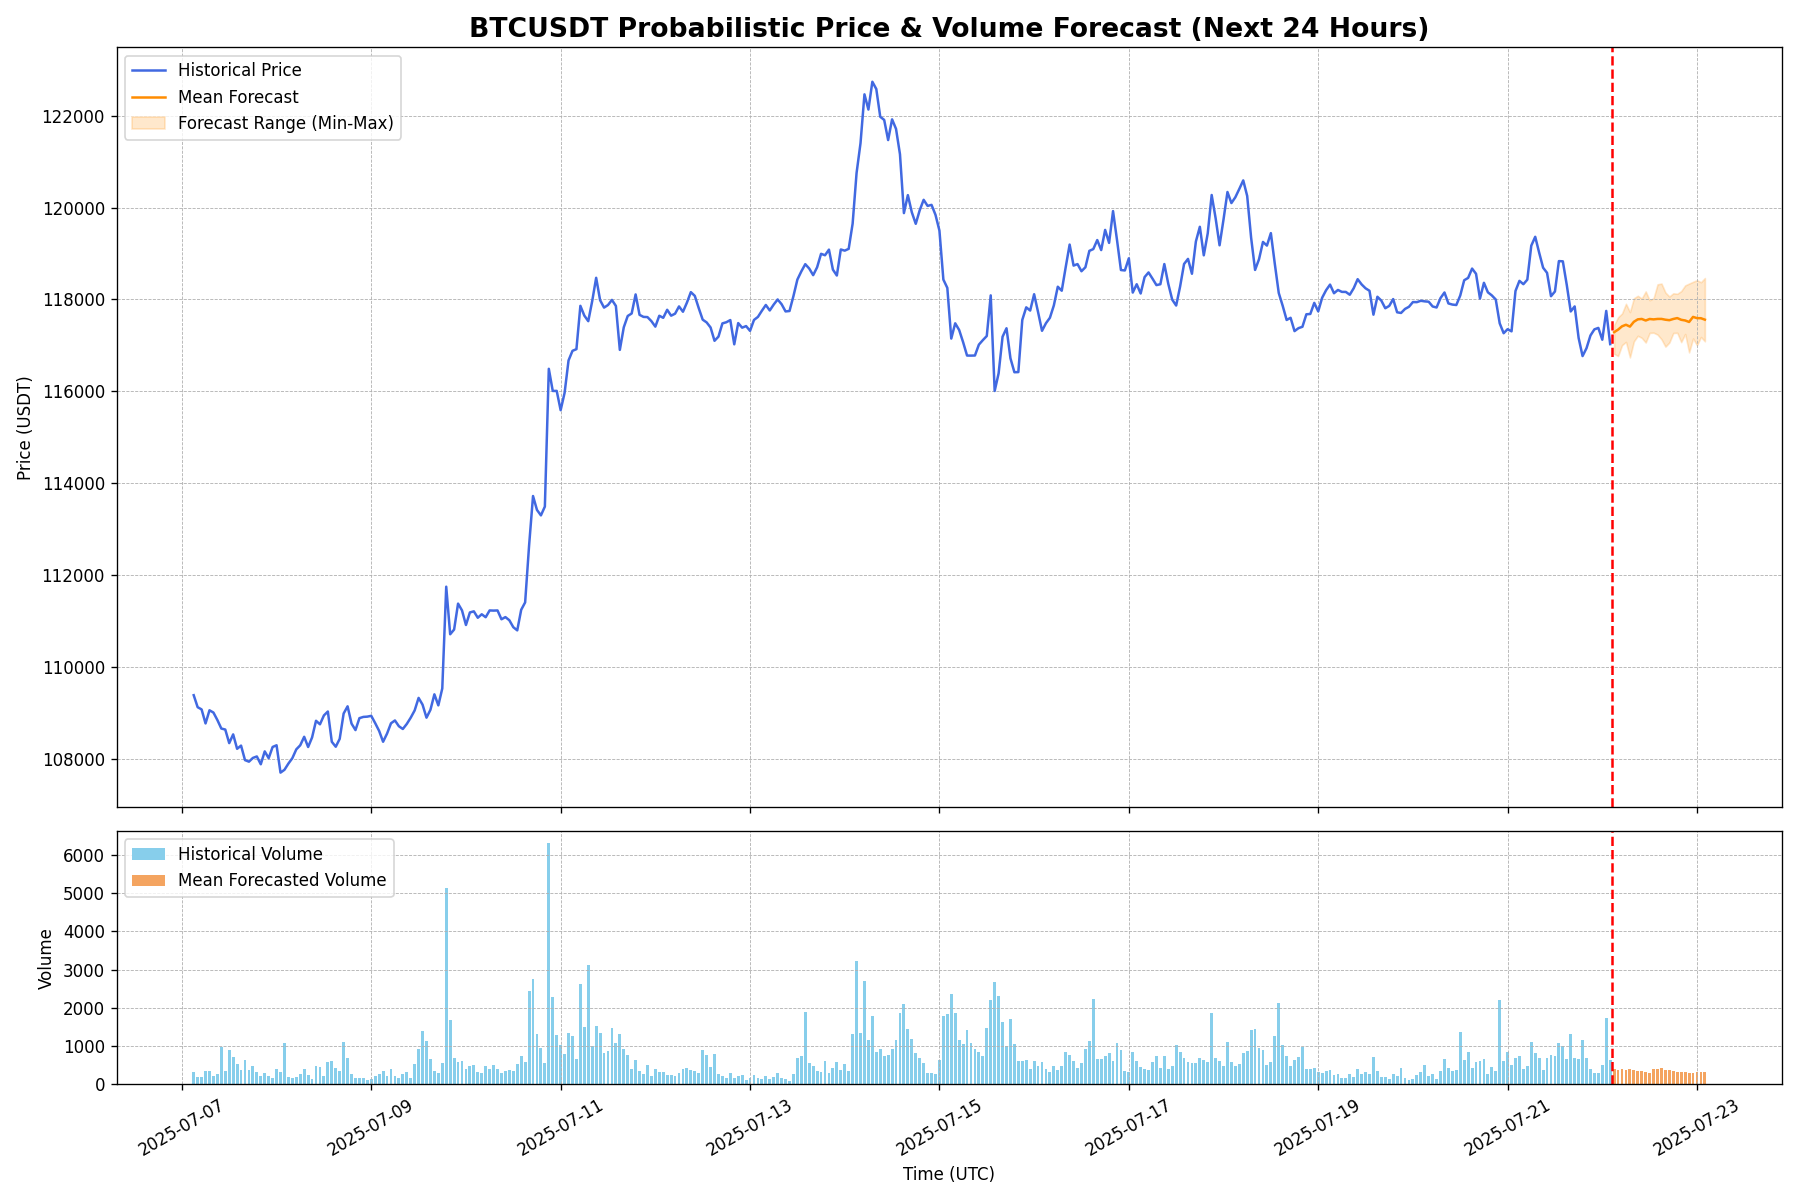 BTCUSDT Probabilistic Price & Volume Forecast (Next 24 Hours)
Historical Price
Mean Forecast
Forecast Range (Min-Max)
Price (USDT)
122000
120000
118000
116000
114000
112000
110000
108000
Historical Volume
Mean Forecasted Volume
Volume
6000
5000
4000
3000
2000
1000
0
2025-07-07
2025-07-09
2025-07-11
2025-07-13
2025-07-15
2025-07-17
2025-07-19
2025-07-21
2025-07-23
Time (UTC)